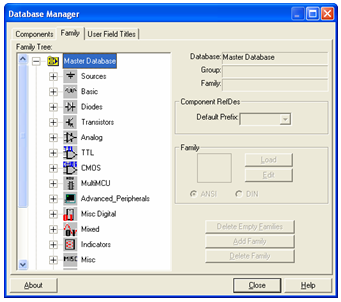 Database Manager
Components Family User Field Titles
Family Tree:
Master Database
Sources
Basic
Diodes
Transistors
Analog
TTL
CMOS
MultiMCU
Advanced_Peripherals
Misc Digital
Mixed
Indicators
MISC Misc
Database: Master Database
Group:
Family:
Component RefDes
Default Prefix:
Family
Load
Edit
ANSI DIN
Delete Empty Families
Add Family
Delete Family
About Close Help